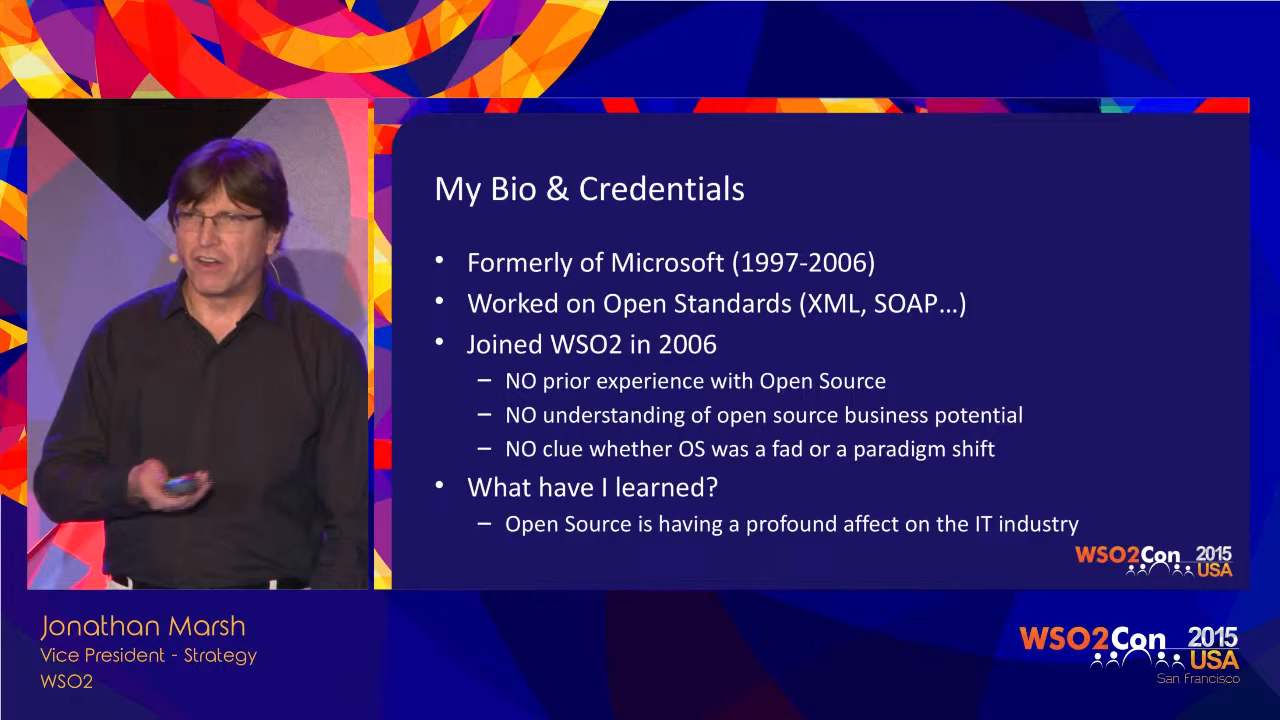 My Bio & Credentials
• Formerly of Microsoft (1997-2006)
• Worked on Open Standards (XML, SOAP...)
• Joined WSO2 in 2006
– NO prior experience with Open Source
– NO understanding of open source business potential
– NO clue whether OS was a fad or a paradigm shift
• What have I learned?
– Open Source is having a profound affect on the IT industry
WSO2Con 2015
USA
Jonathan Marsh
Vice President - Strategy
WSO2
WSO2Con 2015
USA
San Francisco